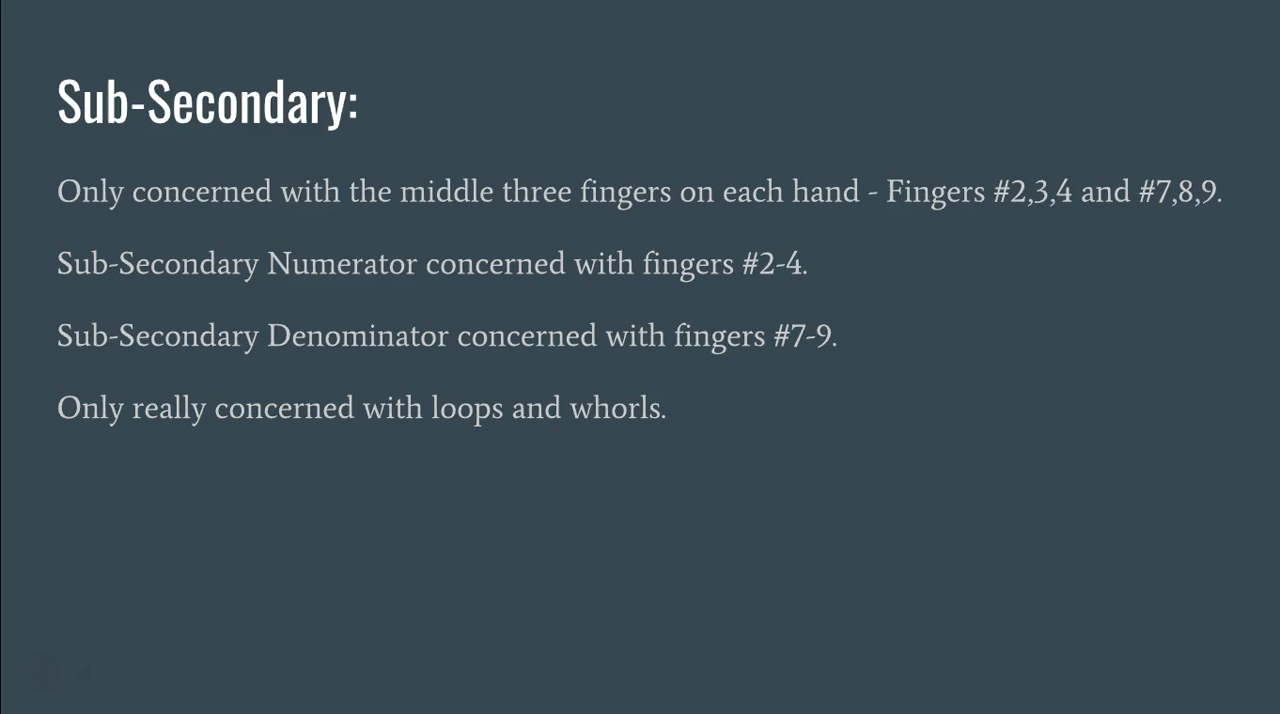 Sub-Secondary:
Only concerned with the middle three fingers on each hand - Fingers #2,3,4 and #7,8,9.
Sub-Secondary Numerator concerned with fingers #2-4.
Sub-Secondary Denominator concerned with fingers #7-9.
Only really concerned with loops and whorls.